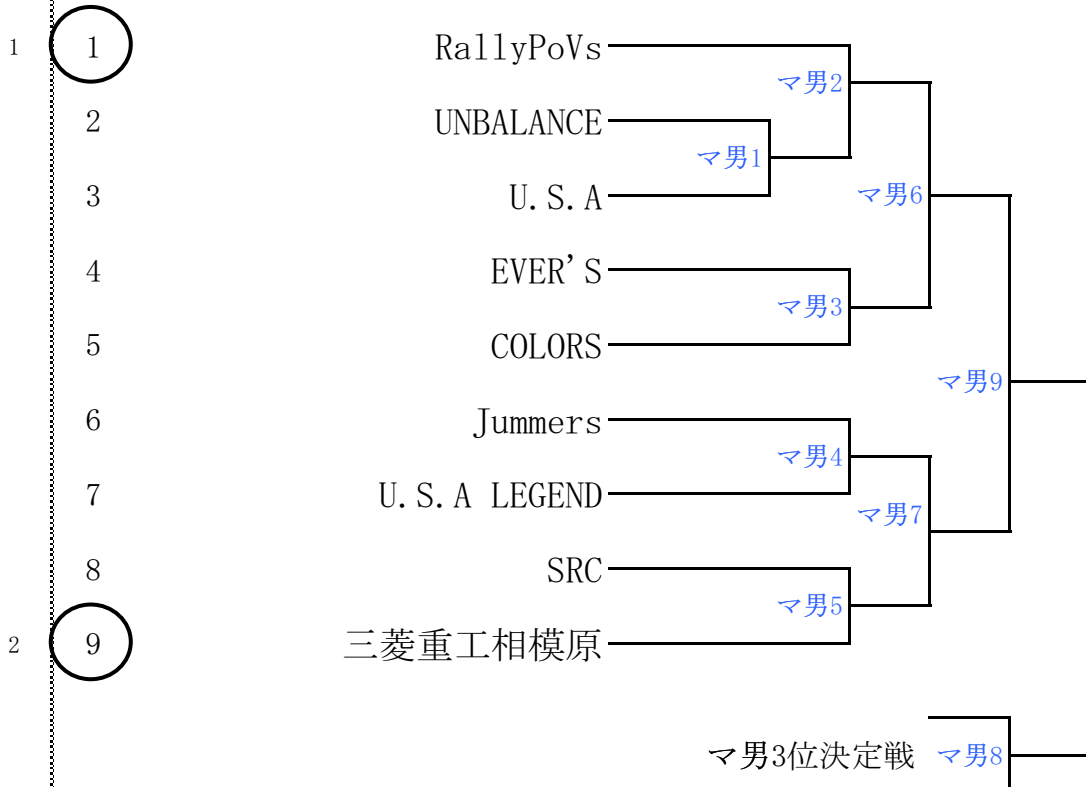 1 1 RallyPoVs
マ男2
2 UNBALANCE
マ男1
3 U.S.A
マ男6
4 EVER'S
マ男3
5 COLORS
マ男9
6 Jummers
マ男4
7 U.S.A LEGEND
マ男7
8 SRC
マ男5
2 9 三菱重工相模原
マ男3位決定戦 マ男8